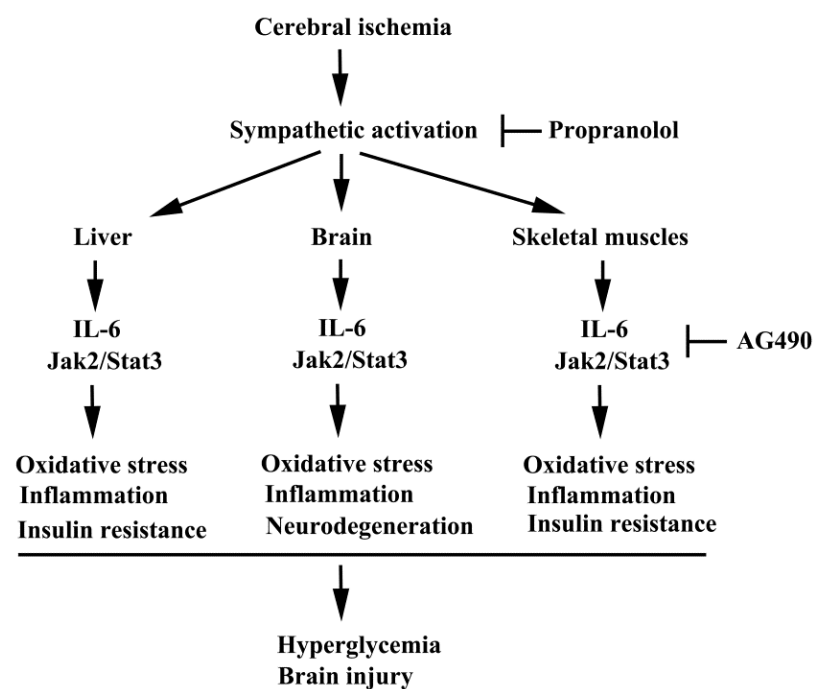 Cerebral ischemia
Sympathetic activation
Propranolol
Liver
Brain
Skeletal muscles
IL-6
Jak2/Stat3
IL-6
Jak2/Stat3
IL-6
Jak2/Stat3
AG490
Oxidative stress
Inflammation
Insulin resistance
Oxidative stress
Inflammation
Neurodegeneration
Oxidative stress
Inflammation
Insulin resistance
Hyperglycemia
Brain injury